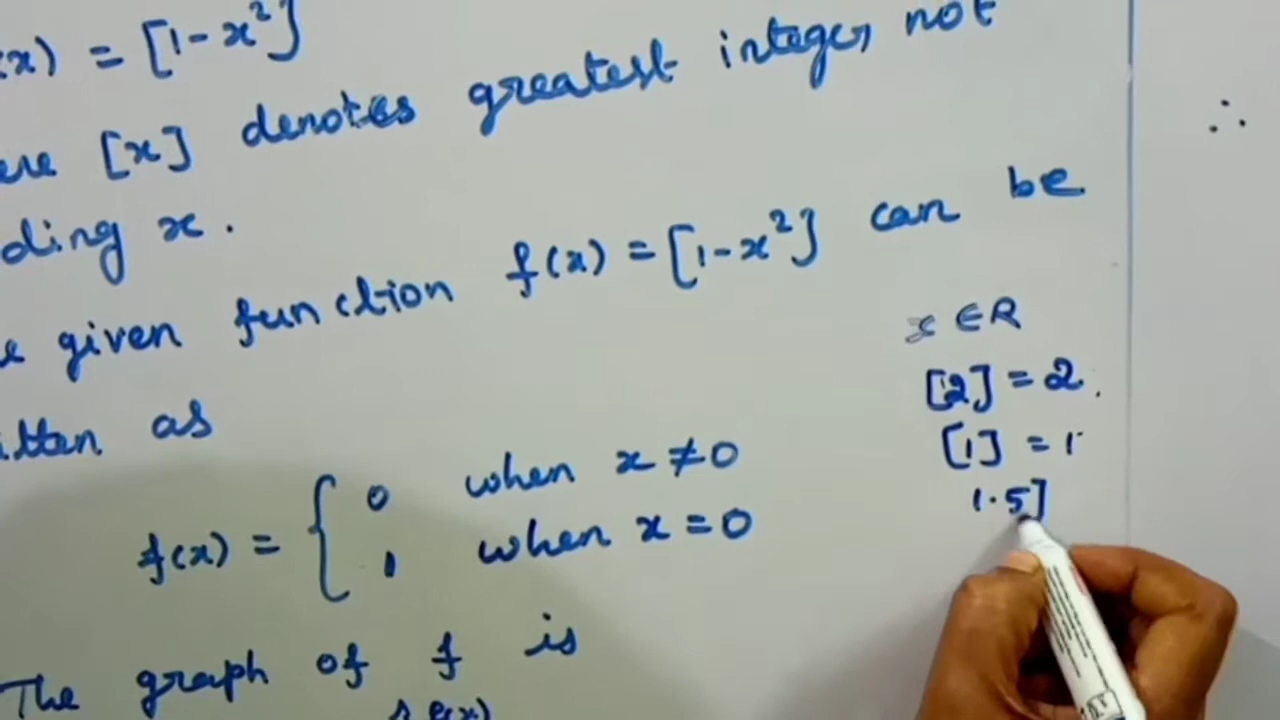 (x) = [1-x²]
ere [x] denotes greatest integer, not
ding x.
e given function f(x) = [1-x²] can be
itten as
x ∈ R
[2] = 2.
[1] = 1
1.5]
f(x) = { 0 when x ≠ 0
1 when x = 0
The graph of f is
f(x)
∴